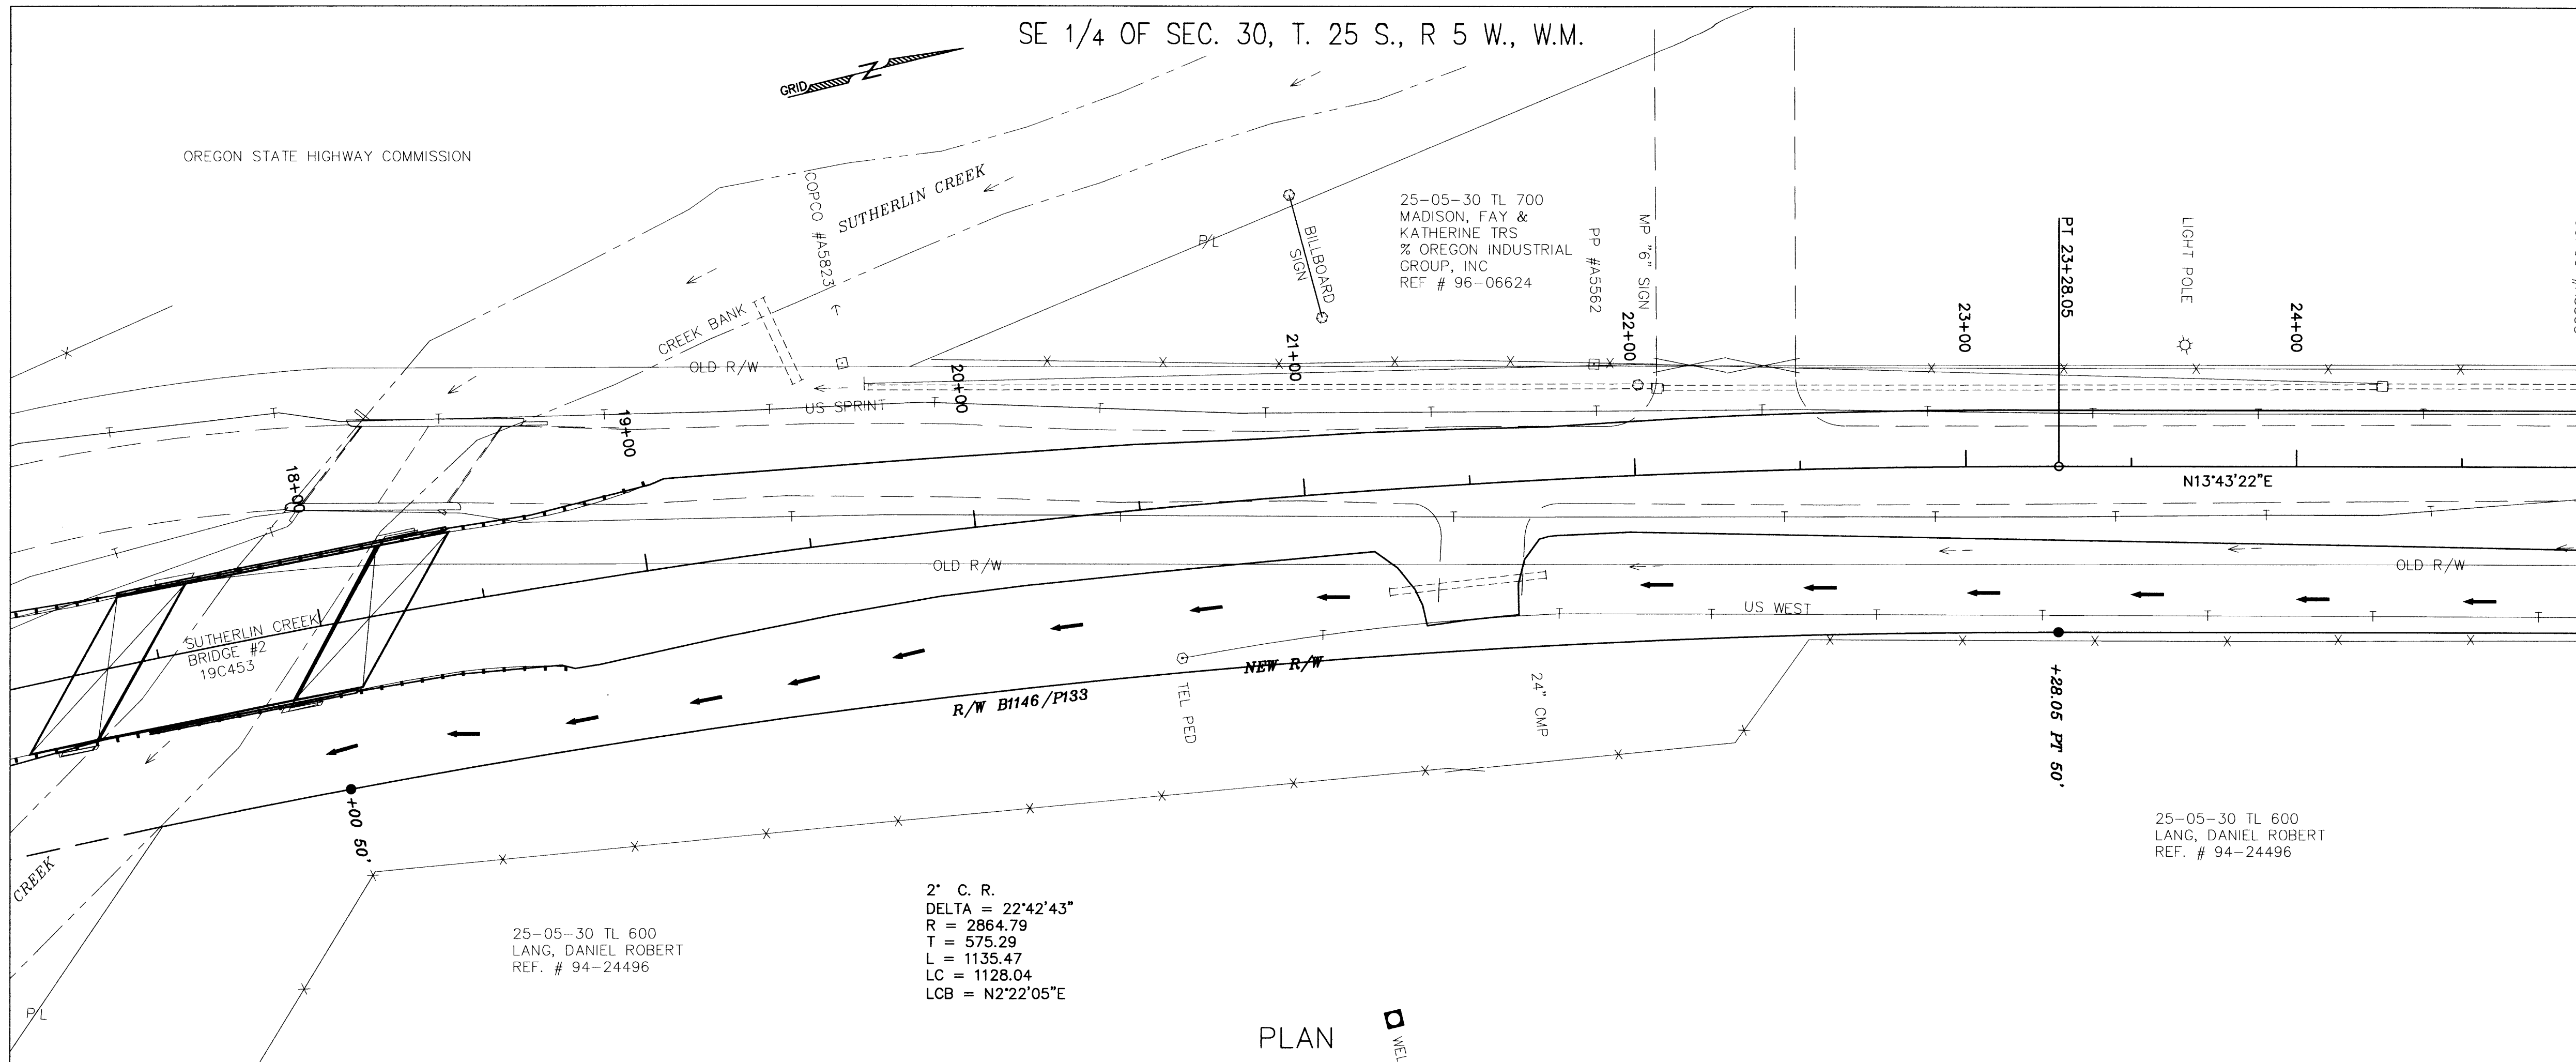 SE 1/4 OF SEC. 30, T. 25 S., R 5 W., W.M.
GRID N
OREGON STATE HIGHWAY COMMISSION
COPCO #A5823
SUTHERLIN CREEK
P/L
BILLBOARD
SIGN
25-05-30 TL 700
MADISON, FAY &
KATHERINE TRS
% OREGON INDUSTRIAL
GROUP, INC
REF # 96-06624
PP #A5562
MP "6" SIGN
PT 23+28.05
LIGHT POLE
CREEK BANK
OLD R/W
US SPRINT
18+00
19+00
20+00
21+00
22+00
23+00
24+00
N13°43'22"E
OLD R/W
OLD R/W
US WEST
SUTHERLIN CREEK
BRIDGE #2
19C453
NEW R/W
R/W B1146/P133
TEL PED
24" CMP
+28.05 PT 50'
+00 50'
CREEK
25-05-30 TL 600
LANG, DANIEL ROBERT
REF. # 94-24496
25-05-30 TL 600
LANG, DANIEL ROBERT
REF. # 94-24496
2° C. R.
DELTA = 22°42'43"
R = 2864.79
T = 575.29
L = 1135.47
LC = 1128.04
LCB = N2°22'05"E
P/L
PLAN
WEL